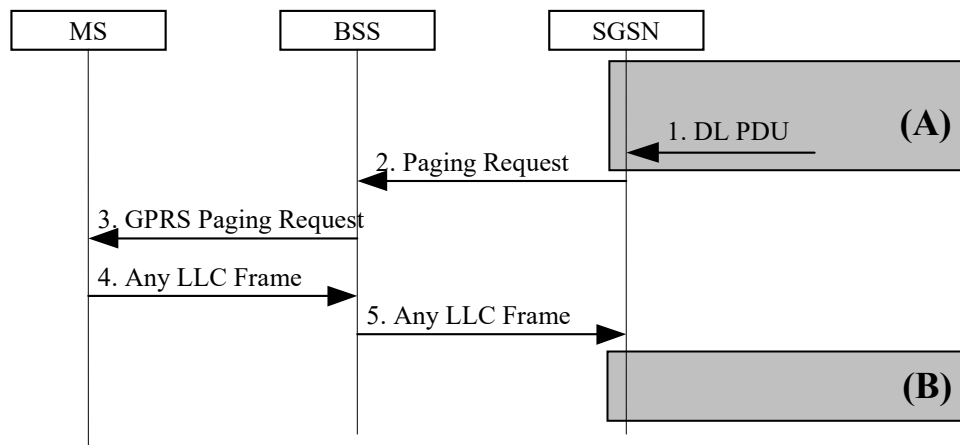 MS
BSS
SGSN
(A)
1. DL PDU
2. Paging Request
3. GPRS Paging Request
4. Any LLC Frame
5. Any LLC Frame
(B)